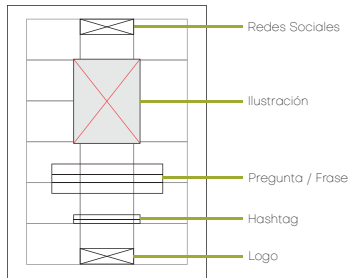 Redes Sociales
Ilustración
Pregunta / Frase
Hashtag
Logo